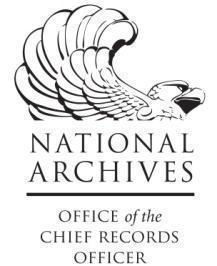 NATIONAL
ARCHIVES
OFFICE of the
CHIEF RECORDS
OFFICER